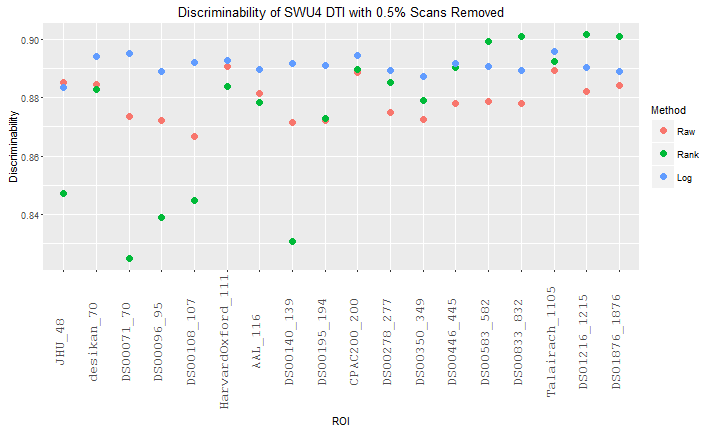 Discriminability of SWU4 DTI with 0.5% Scans Removed
Discriminability
0.90
0.88
0.86
0.84
JHU_48
desikan_70
DS00071_70
DS00096_95
DS00108_107
HarvardOxford_111
AAL_116
DS00140_139
DS00195_194
CPAC200_200
DS00278_277
DS00350_349
DS00446_445
DS00583_582
DS00833_832
Talairach_1105
DS01216_1215
DS01876_1876
ROI
Method
Raw
Rank
Log